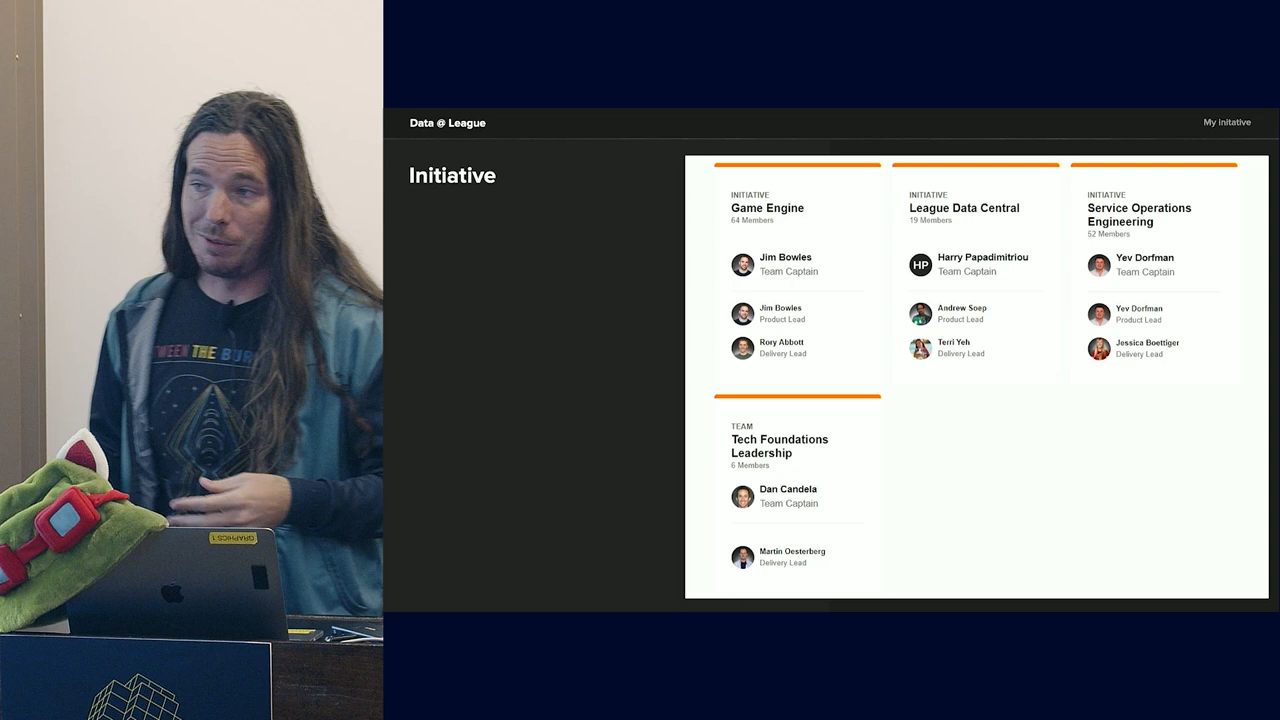 Data @ League
My Initative
Initiative
INITIATIVE
Game Engine
64 Members
Jim Bowles
Team Captain
Jim Bowles
Product Lead
Rory Abbott
Delivery Lead
INITIATIVE
League Data Central
19 Members
HP
Harry Papadimitriou
Team Captain
Andrew Soep
Product Lead
Terri Yeh
Delivery Lead
INITIATIVE
Service Operations
Engineering
52 Members
Yev Dorfman
Team Captain
Yev Dorfman
Product Lead
Jessica Boettiger
Delivery Lead
TEAM
Tech Foundations
Leadership
6 Members
Dan Candela
Team Captain
Martin Oesterberg
Delivery Lead
THE
GRAPHICS 1